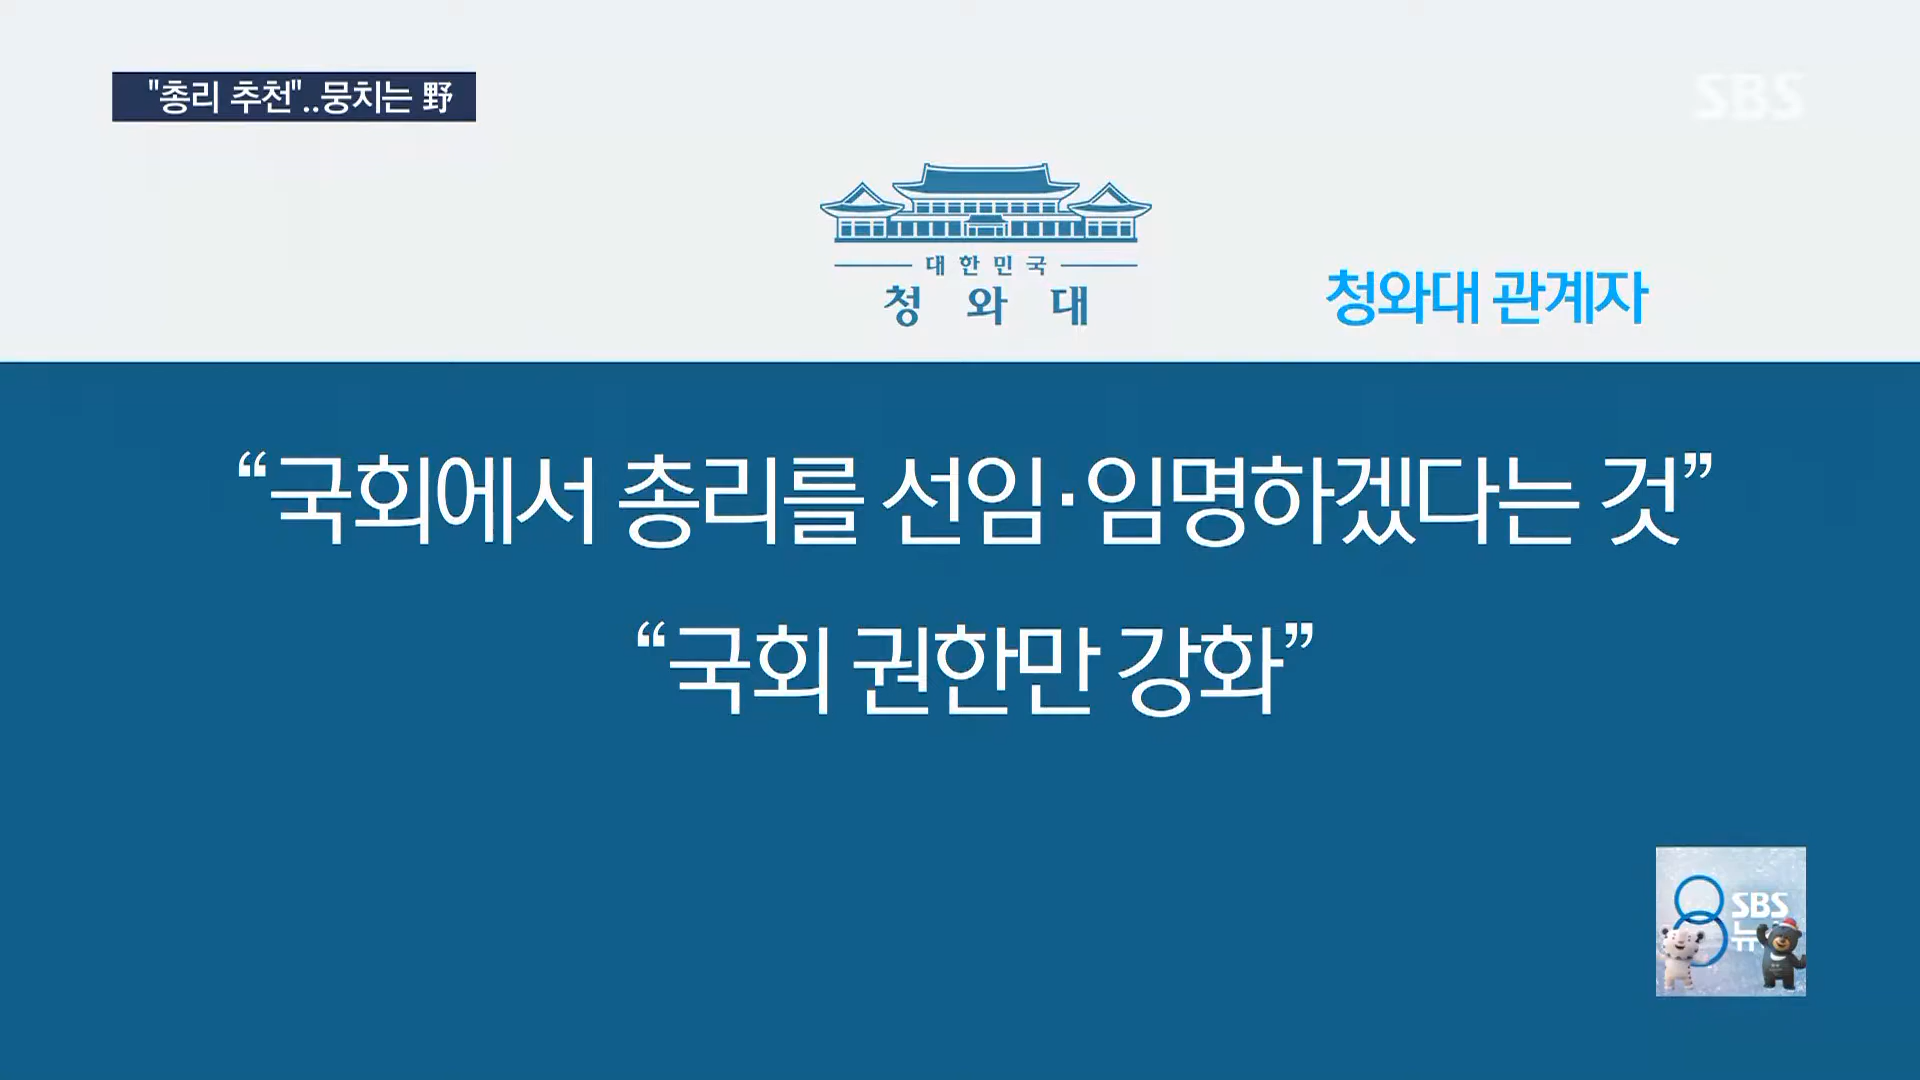 "총리 추천"..뭉치는 野
SBS
대한민국
청와대
청와대 관계자
“국회에서 총리를 선임·임명하겠다는 것”
“국회 권한만 강화”
8 SBS
뉴